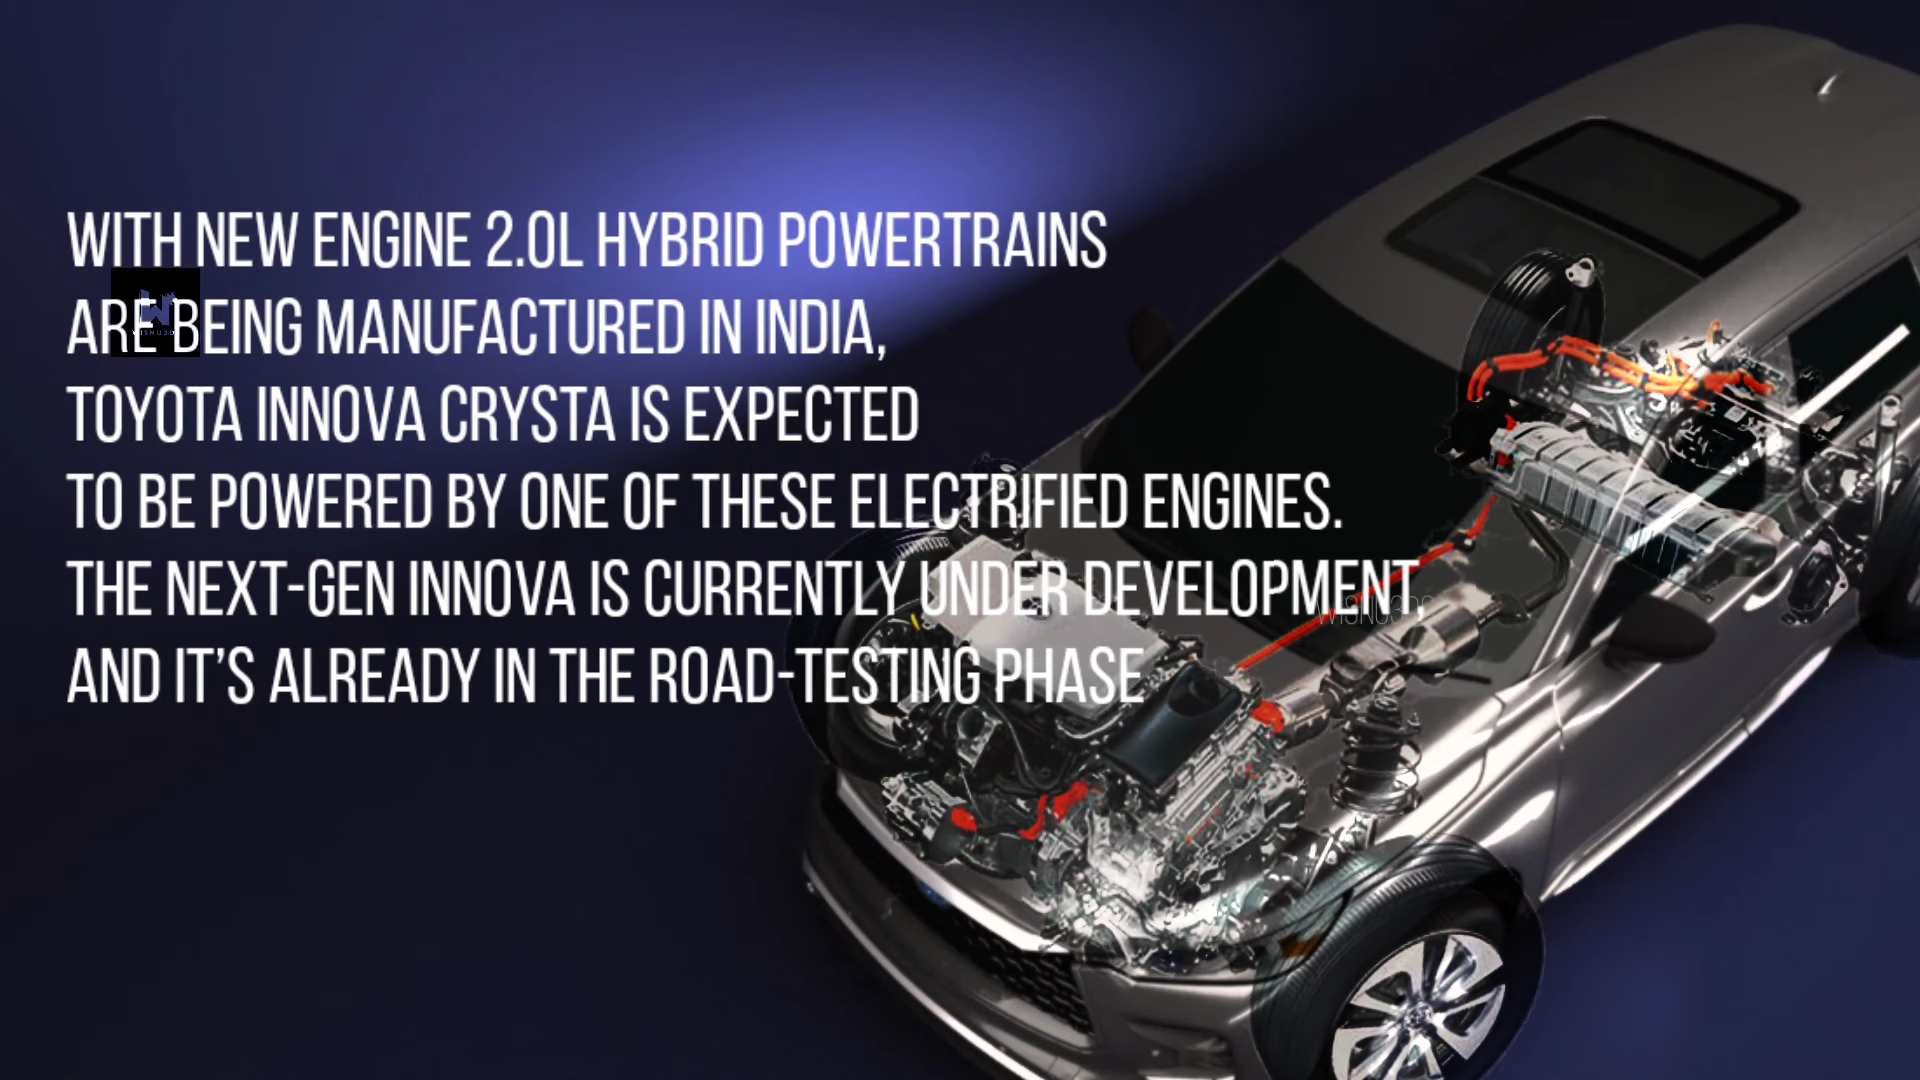 WITH NEW ENGINE 2.0L HYBRID POWERTRAINS
ARE BEING MANUFACTURED IN INDIA,
TOYOTA INNOVA CRYSTA IS EXPECTED
TO BE POWERED BY ONE OF THESE ELECTRIFIED ENGINES.
THE NEXT-GEN INNOVA IS CURRENTLY UNDER DEVELOPMENT,
AND IT'S ALREADY IN THE ROAD-TESTING PHASE